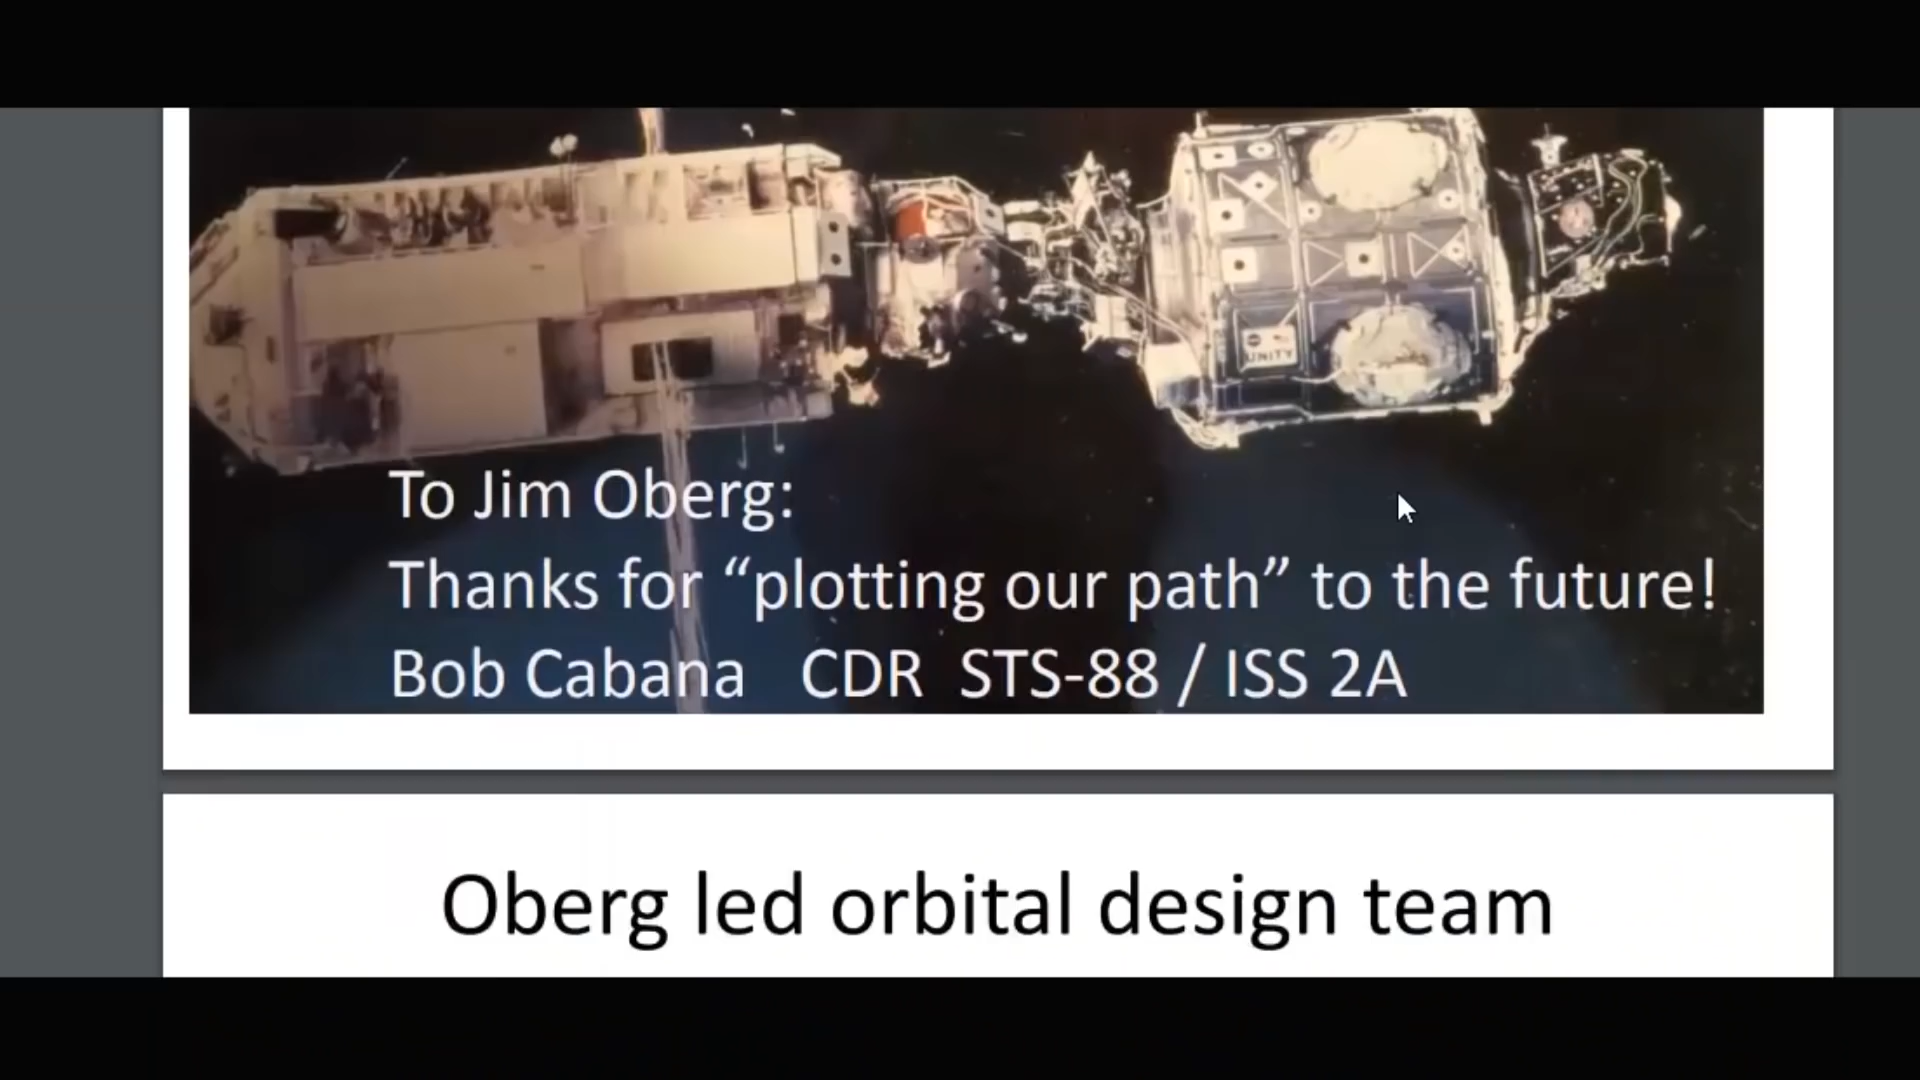 UNITY
To Jim Oberg:
Thanks for “plotting our path” to the future!
Bob Cabana CDR STS-88 / ISS 2A
Oberg led orbital design team